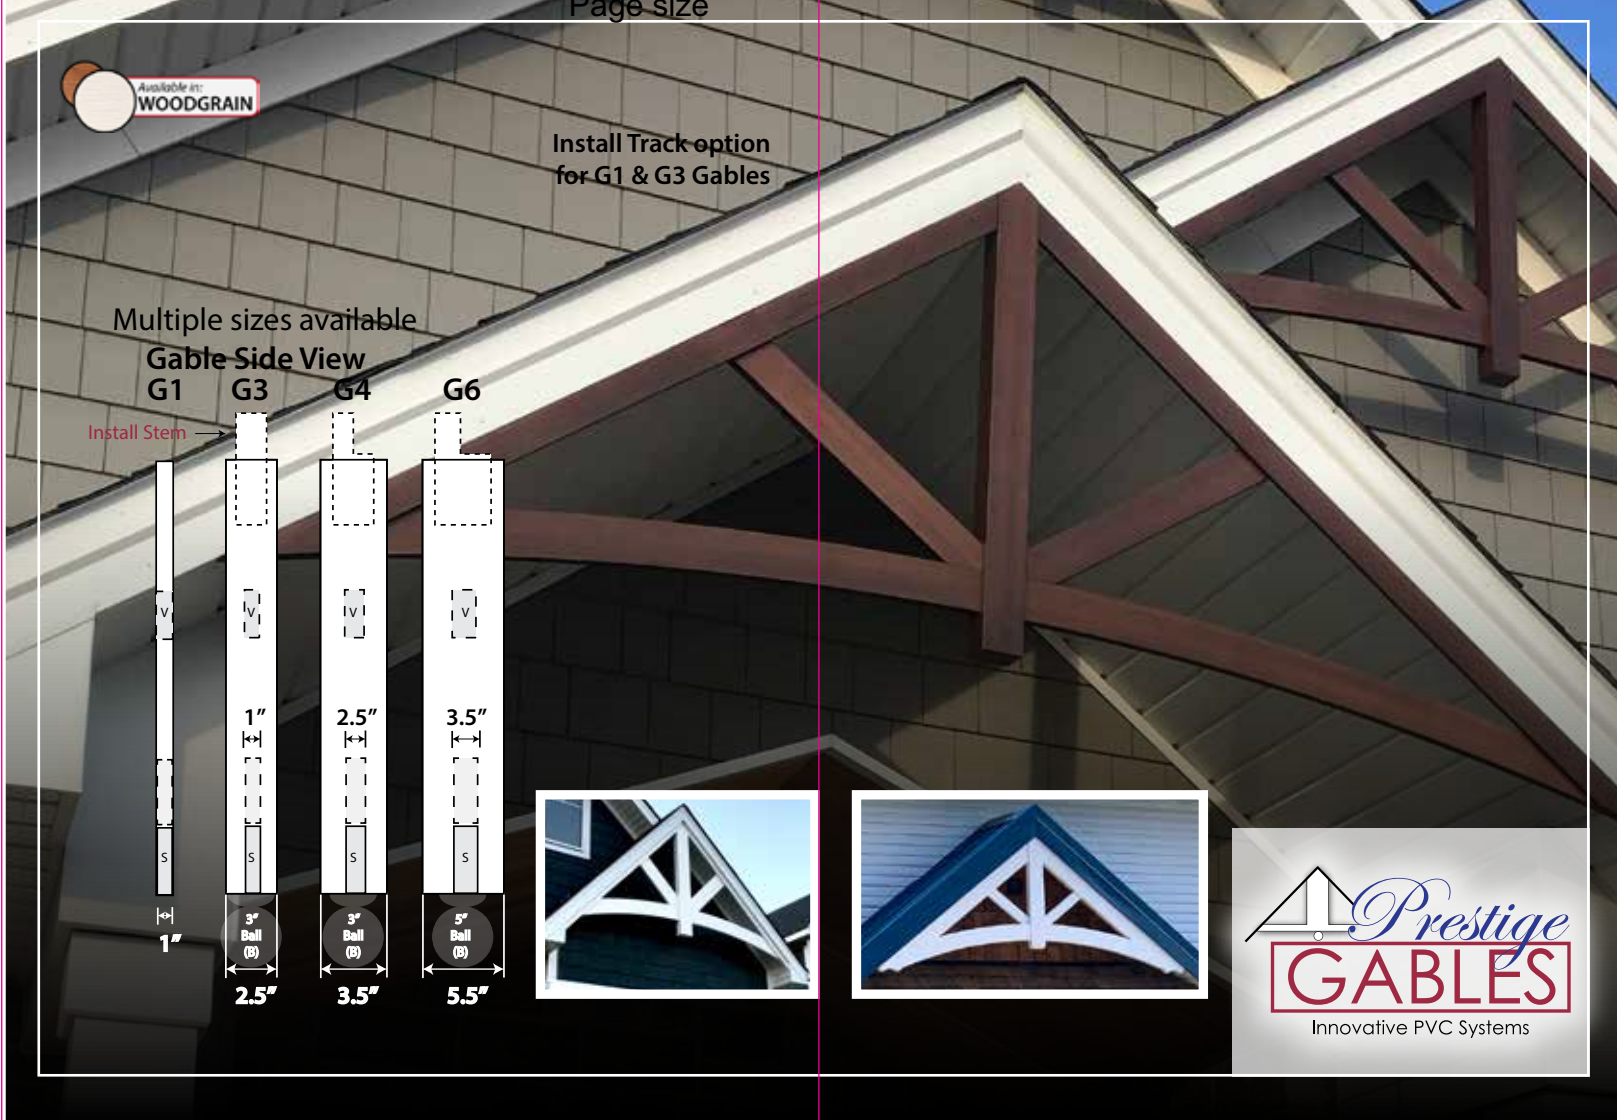 Page size
Available in:
WOODGRAIN
Install Track option
for G1 & G3 Gables
Multiple sizes available
Gable Side View
G1 G3 G4 G6
Install Stem
V V V V
1” 2.5” 3.5”
S S S S
1”
3” Ball (B)
3” Ball (B)
5” Ball (B)
2.5” 3.5” 5.5”
Prestige
GABLES
Innovative PVC Systems